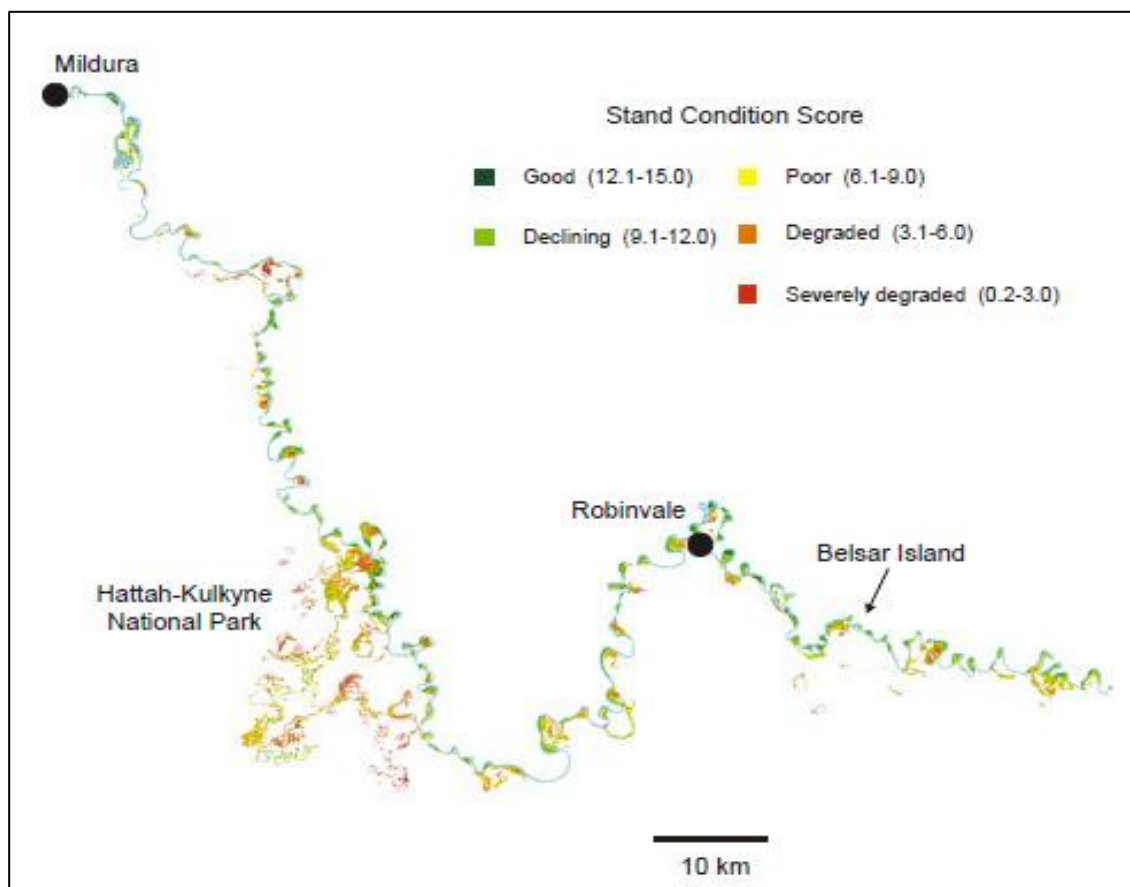 Mildura
Stand Condition Score
Good (12.1-15.0)
Poor (6.1-9.0)
Declining (9.1-12.0)
Degraded (3.1-6.0)
Severely degraded (0.2-3.0)
Robinvale
Belsar Island
Hattah-Kulkyne
National Park
10 km